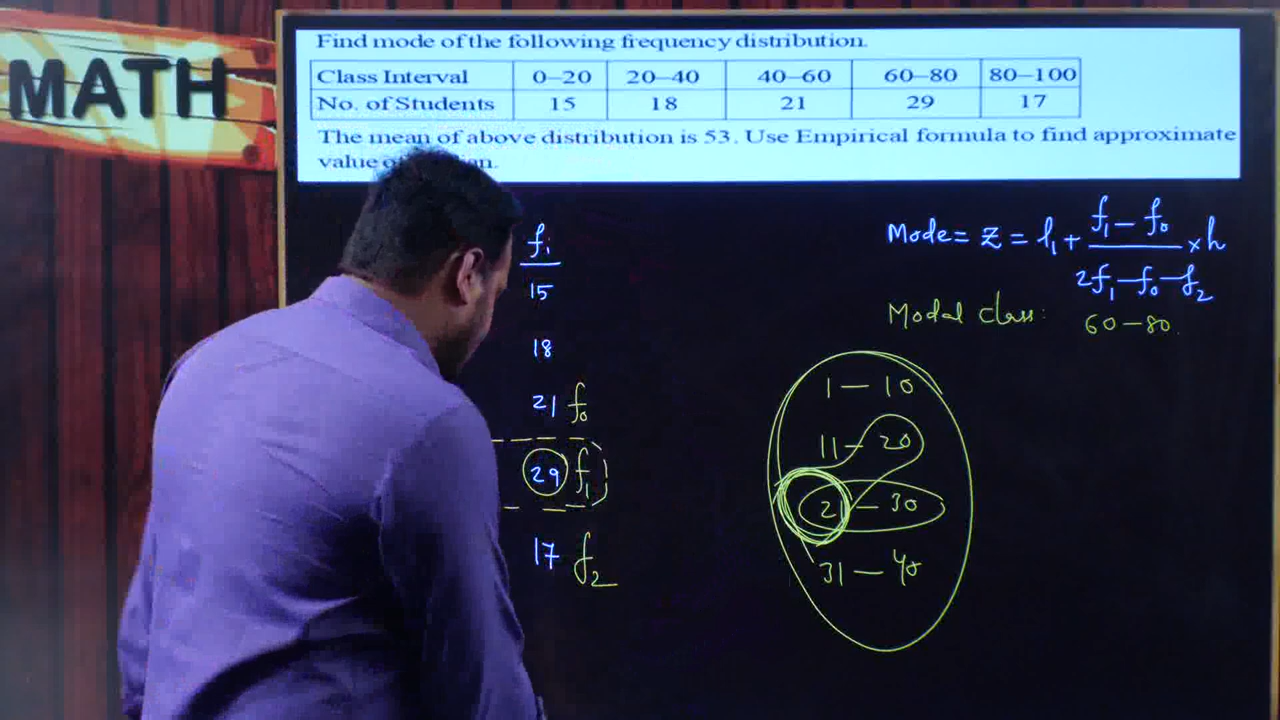 MATH
Find mode of the following frequency distribution.
Class Interval 0–20 20–40 40–60 60–80 80–100
No. of Students 15 18 21 29 17
The mean of above distribution is 53. Use Empirical formula to find approximate
value
fᵢ
15
18
21 f₀
29 f₁
17 f₂
Mode = z = l₁ + f₁ – f₀ / 2f₁ – f₀ – f₂ × h
Modal class: 60 – 80.
1 – 10
11 – 20
21 – 30
31 – 40